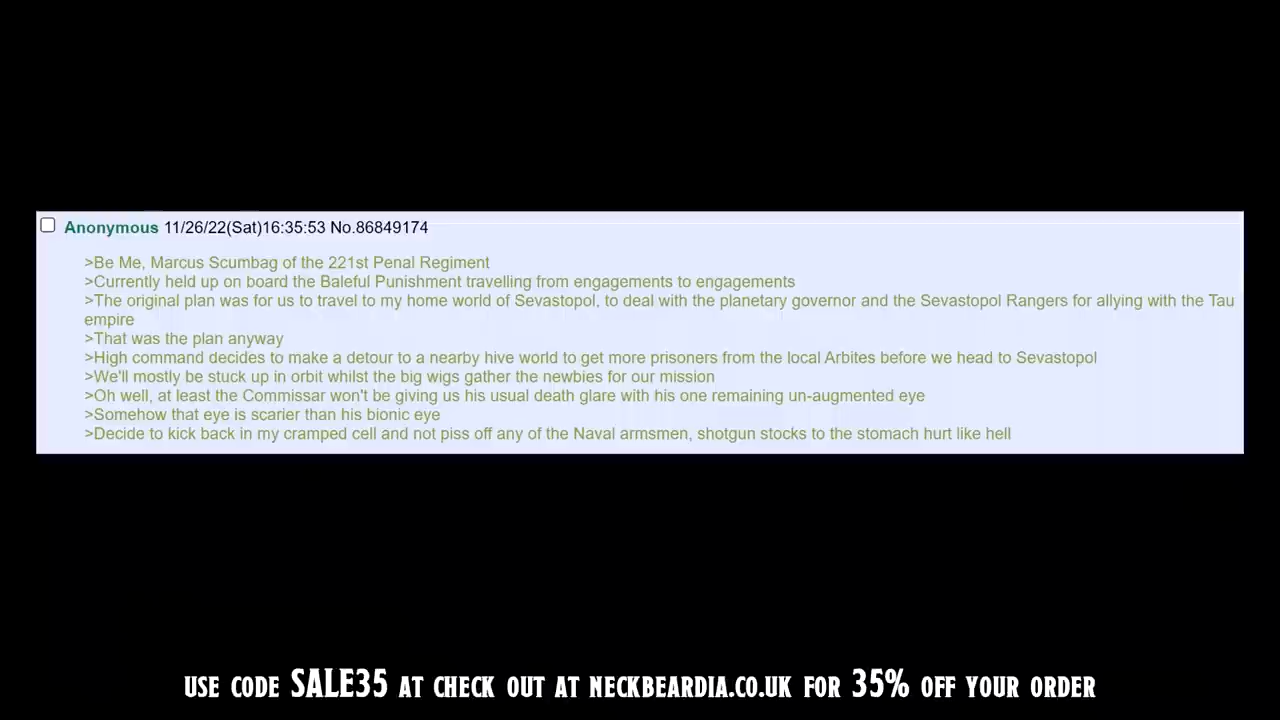 Anonymous 11/26/22(Sat)16:35:53 No.86849174
>Be Me, Marcus Scumbag of the 221st Penal Regiment
>Currently held up on board the Baleful Punishment travelling from engagements to engagements
>The original plan was for us to travel to my home world of Sevastopol, to deal with the planetary governor and the Sevastopol Rangers for allying with the Tau
empire
>That was the plan anyway
>High command decides to make a detour to a nearby hive world to get more prisoners from the local Arbites before we head to Sevastopol
>We'll mostly be stuck up in orbit whilst the big wigs gather the newbies for our mission
>Oh well, at least the Commissar won't be giving us his usual death glare with his one remaining un-augmented eye
>Somehow that eye is scarier than his bionic eye
>Decide to kick back in my cramped cell and not piss off any of the Naval armsmen, shotgun stocks to the stomach hurt like hell
USE CODE SALE35 AT CHECK OUT AT NECKBEARDIA.CO.UK FOR 35% OFF YOUR ORDER